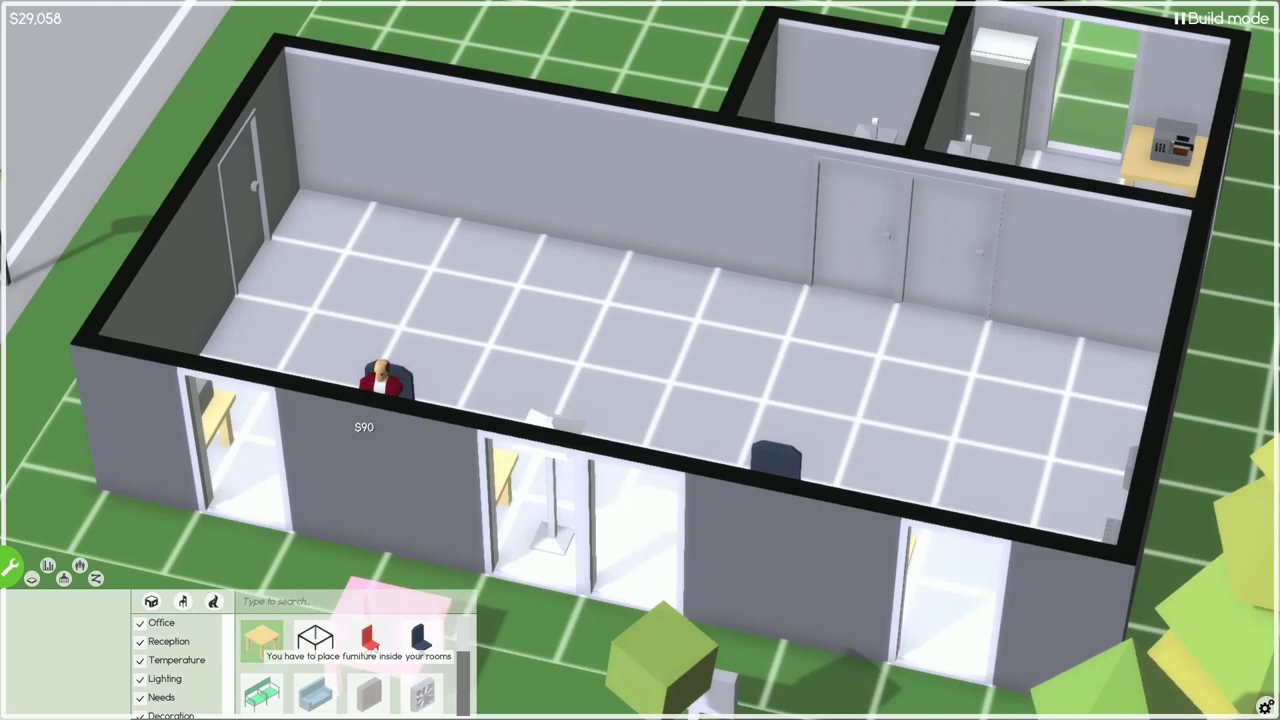 $29,058
Build mode
$90
Type to search...
Office
You have to place furniture inside your rooms
Reception
Temperature
Lighting
Needs
Decoration